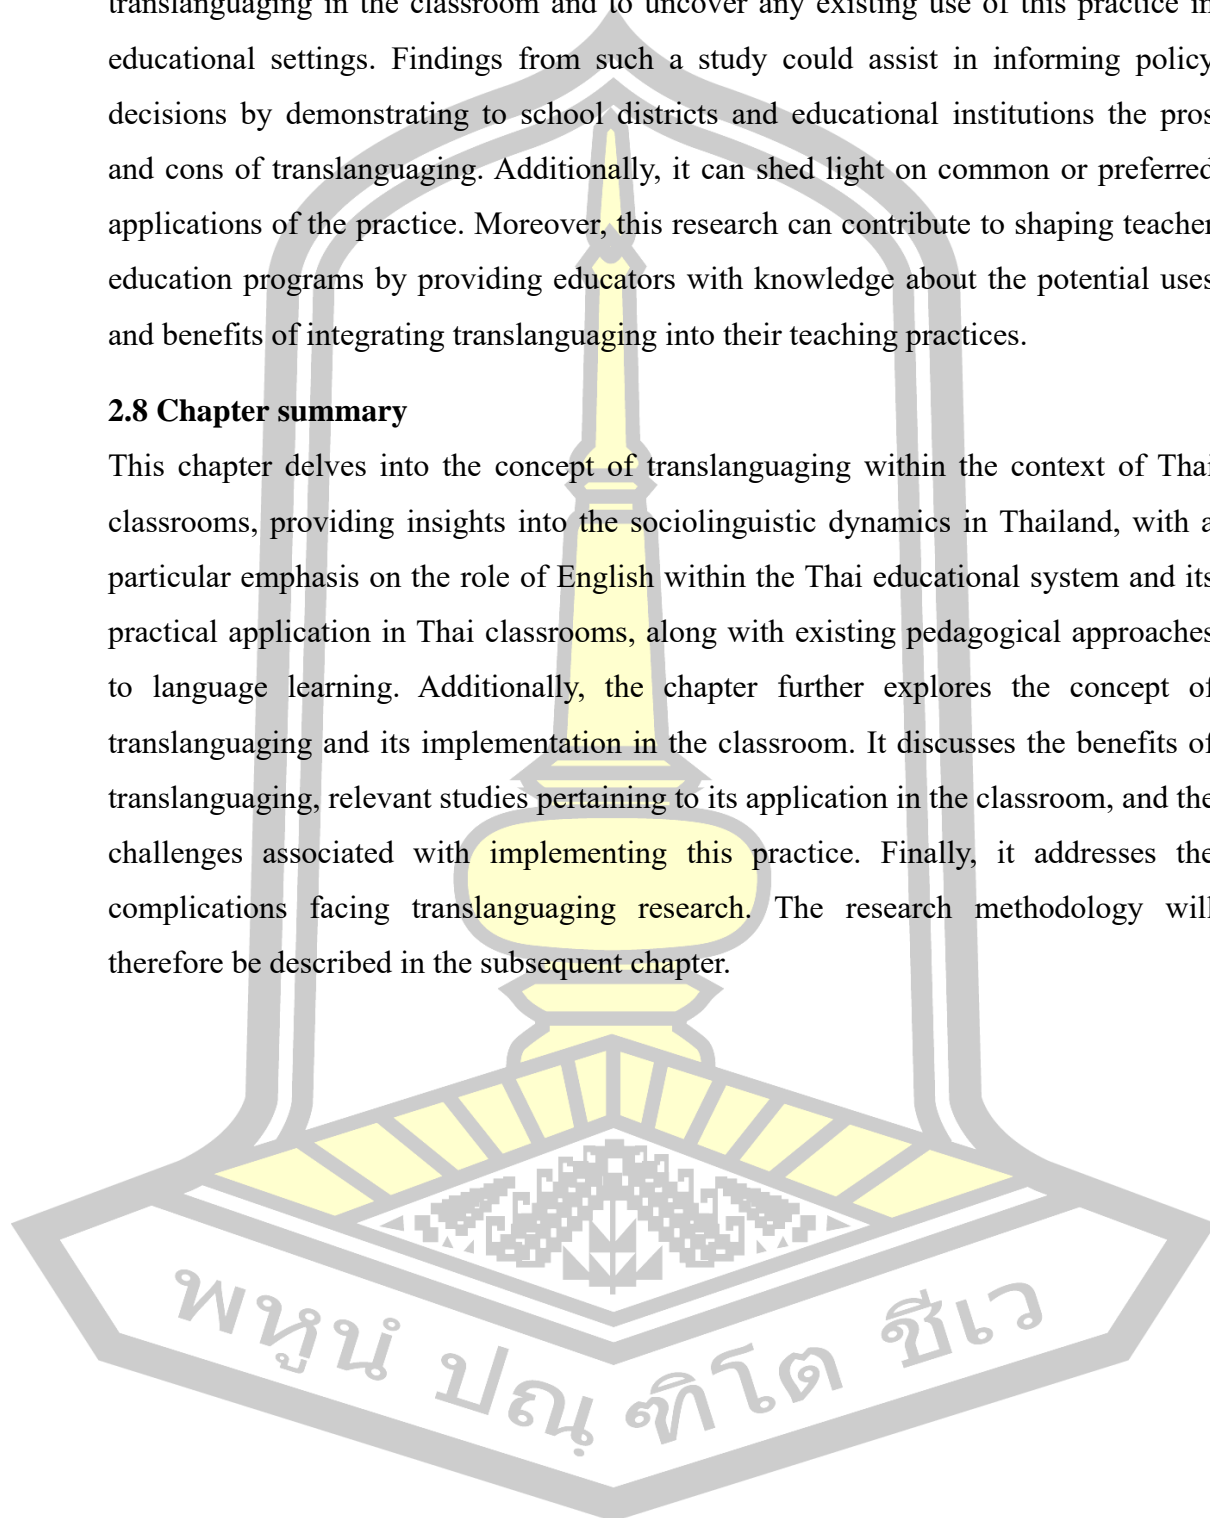 translanguaging in the classroom and to uncover any existing use of this practice in
educational settings. Findings from such a study could assist in informing policy
decisions by demonstrating to school districts and educational institutions the pros
and cons of translanguaging. Additionally, it can shed light on common or preferred
applications of the practice. Moreover, this research can contribute to shaping teacher
education programs by providing educators with knowledge about the potential uses
and benefits of integrating translanguaging into their teaching practices.
2.8 Chapter summary
This chapter delves into the concept of translanguaging within the context of Thai
classrooms, providing insights into the sociolinguistic dynamics in Thailand, with a
particular emphasis on the role of English within the Thai educational system and its
practical application in Thai classrooms, along with existing pedagogical approaches
to language learning. Additionally, the chapter further explores the concept of
translanguaging and its implementation in the classroom. It discusses the benefits of
translanguaging, relevant studies pertaining to its application in the classroom, and the
challenges associated with implementing this practice. Finally, it addresses the
complications facing translanguaging research. The research methodology will
therefore be described in the subsequent chapter.
พหูนํ ปณฺฑิโต ชีเว